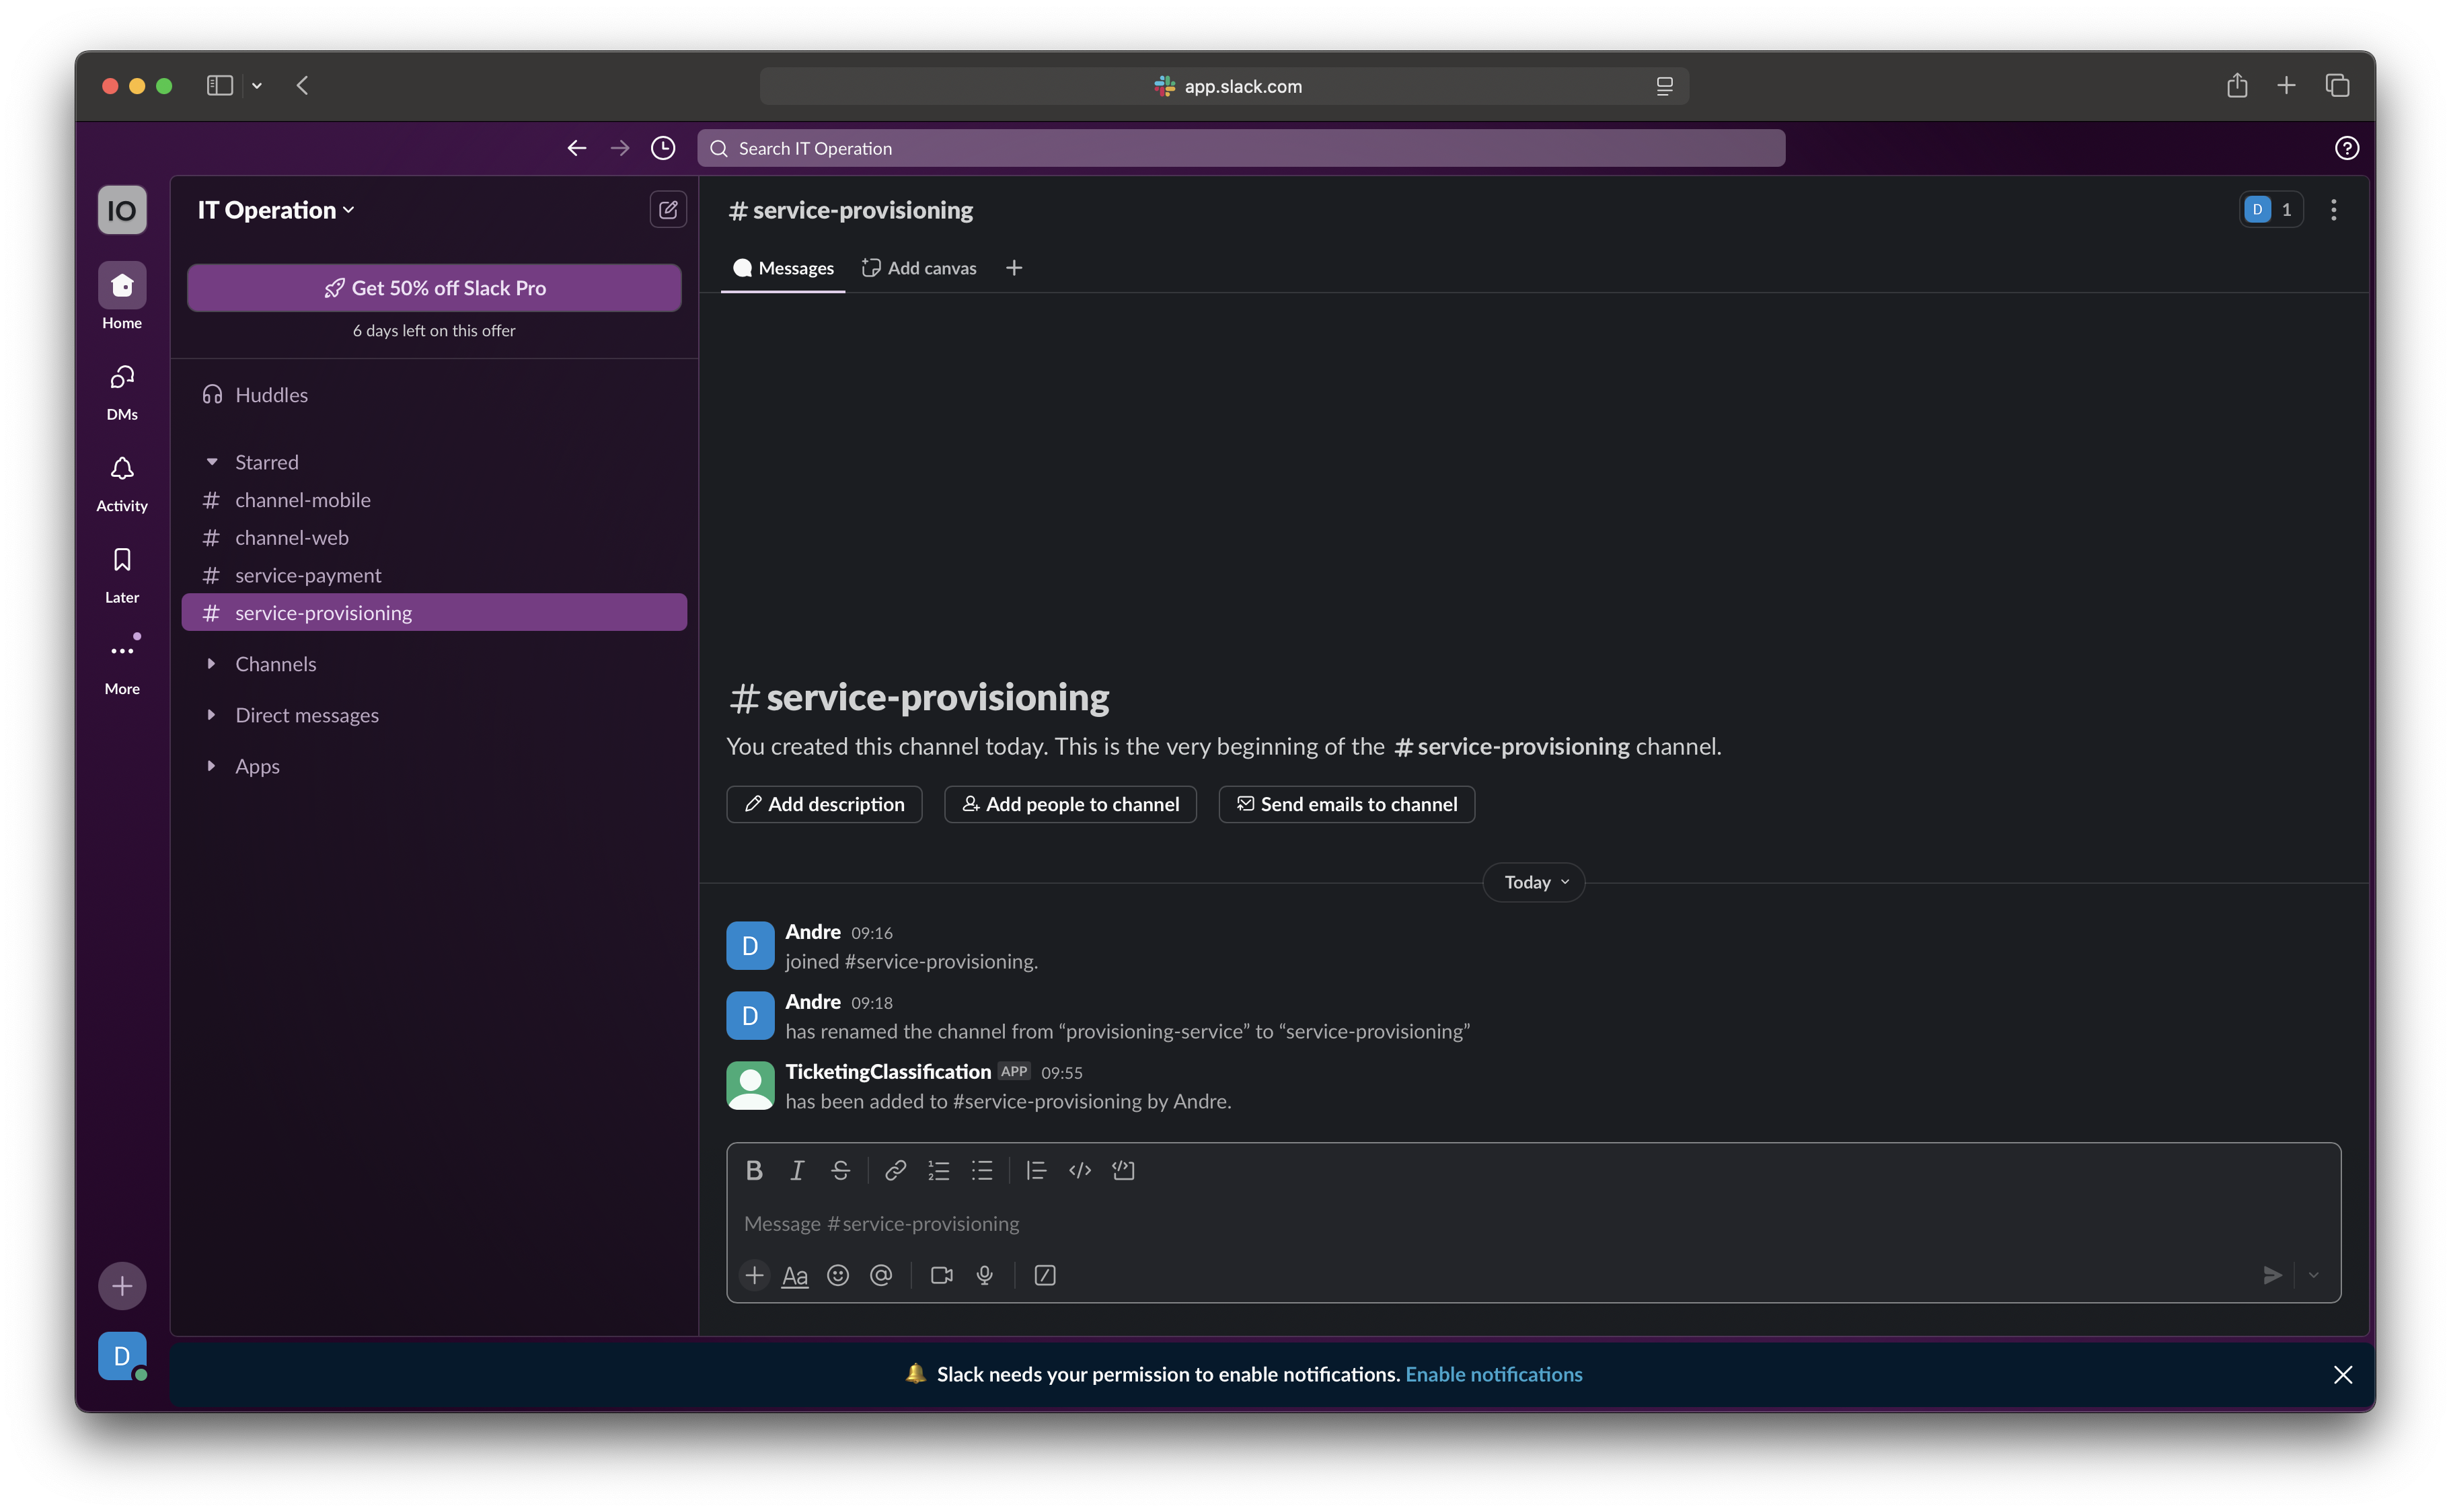 app.slack.com
Search IT Operation
IO
IT Operation
# service-provisioning
D 1
Get 50% off Slack Pro
6 days left on this offer
Messages
Add canvas
Home
DMs
Activity
Later
More
Huddles
Starred
# channel-mobile
# channel-web
# service-payment
# service-provisioning
Channels
Direct messages
Apps
# service-provisioning
You created this channel today. This is the very beginning of the # service-provisioning channel.
Add description
Add people to channel
Send emails to channel
Today
D
Andre 09:16
joined #service-provisioning.
D
Andre 09:18
has renamed the channel from “provisioning-service” to “service-provisioning”
TicketingClassification APP 09:55
has been added to #service-provisioning by Andre.
Message #service-provisioning
Aa
D
Slack needs your permission to enable notifications. Enable notifications